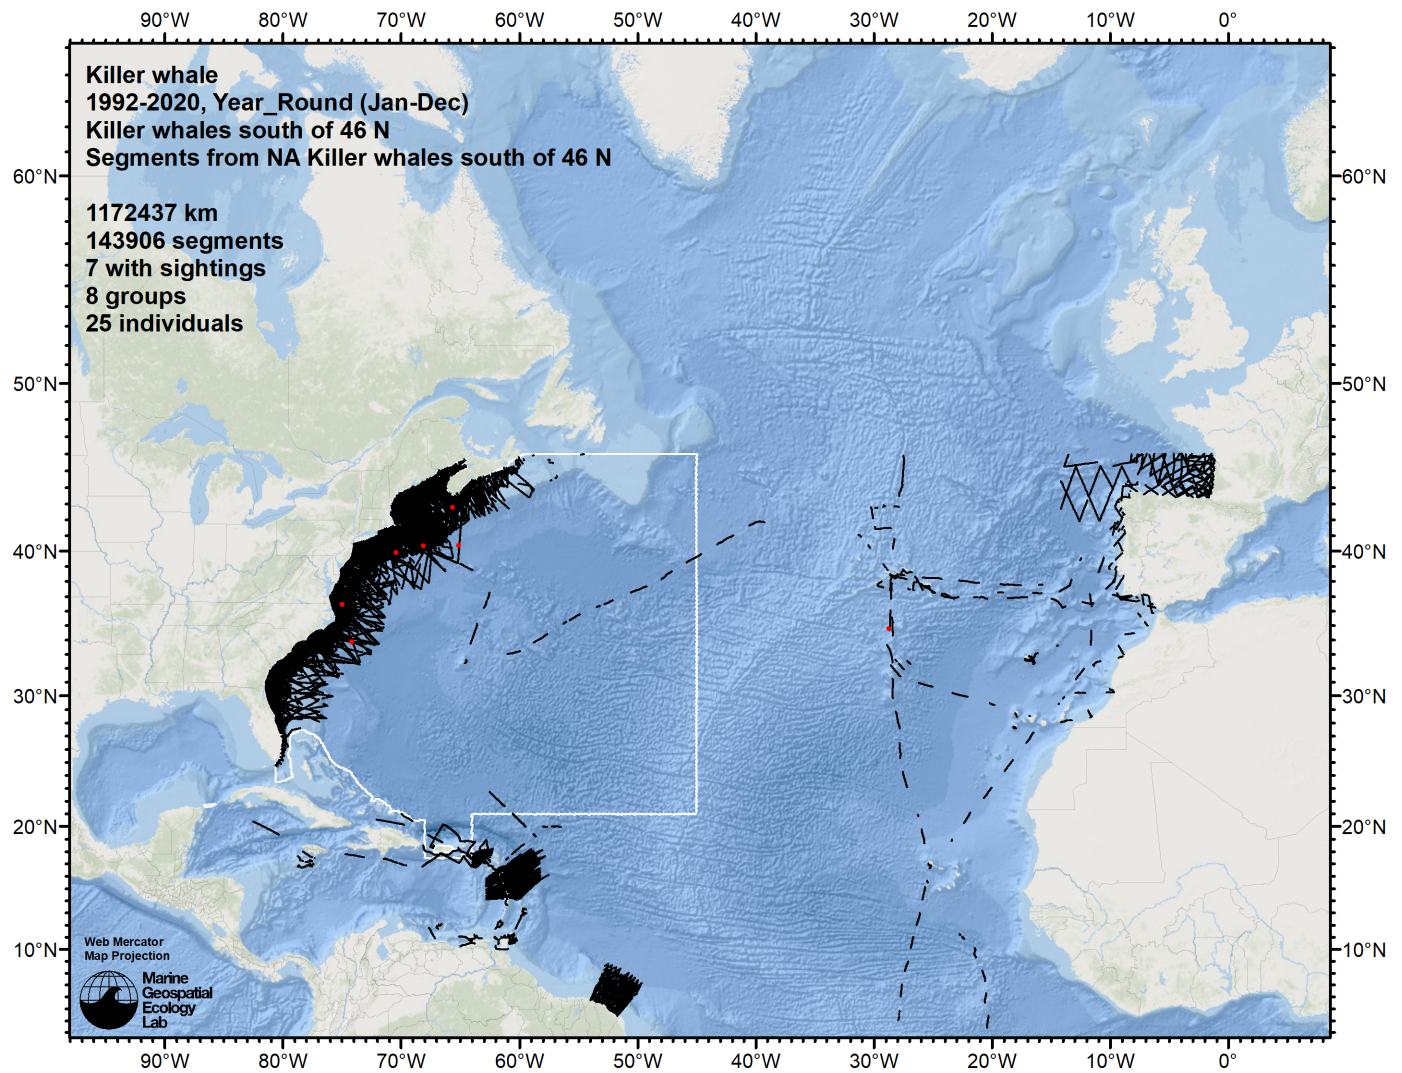 90°W 80°W 70°W 60°W 50°W 40°W 30°W 20°W 10°W 0°
Killer whale
1992-2020, Year_Round (Jan-Dec)
Killer whales south of 46 N
Segments from NA Killer whales south of 46 N
60°N 60°N
1172437 km
143906 segments
7 with sightings
8 groups
25 individuals
50°N 50°N
40°N 40°N
30°N 30°N
20°N 20°N
10°N 10°N
Web Mercator
Map Projection
Marine
Geospatial
Ecology
Lab
90°W 80°W 70°W 60°W 50°W 40°W 30°W 20°W 10°W 0°